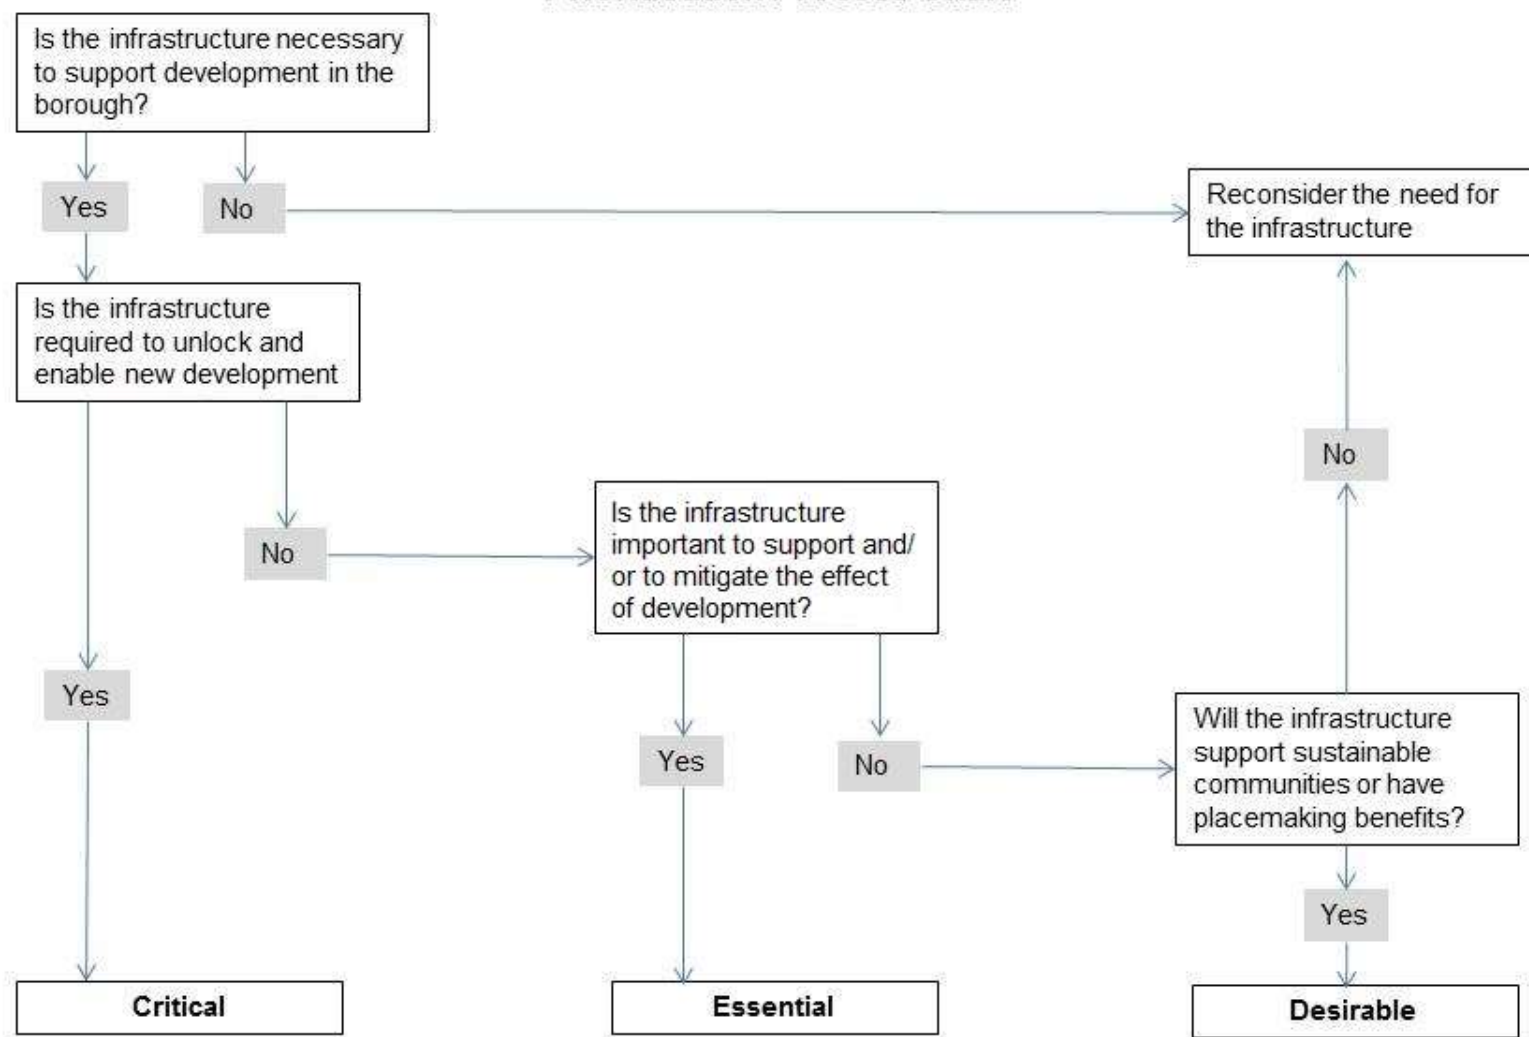 Is the infrastructure necessary
to support development in the
borough?
Yes
No
Reconsider the need for
the infrastructure
Is the infrastructure
required to unlock and
enable new development
No
Is the infrastructure
important to support and/
or to mitigate the effect
of development?
No
Yes
Yes
No
Will the infrastructure
support sustainable
communities or have
placemaking benefits?
Yes
Critical
Essential
Desirable